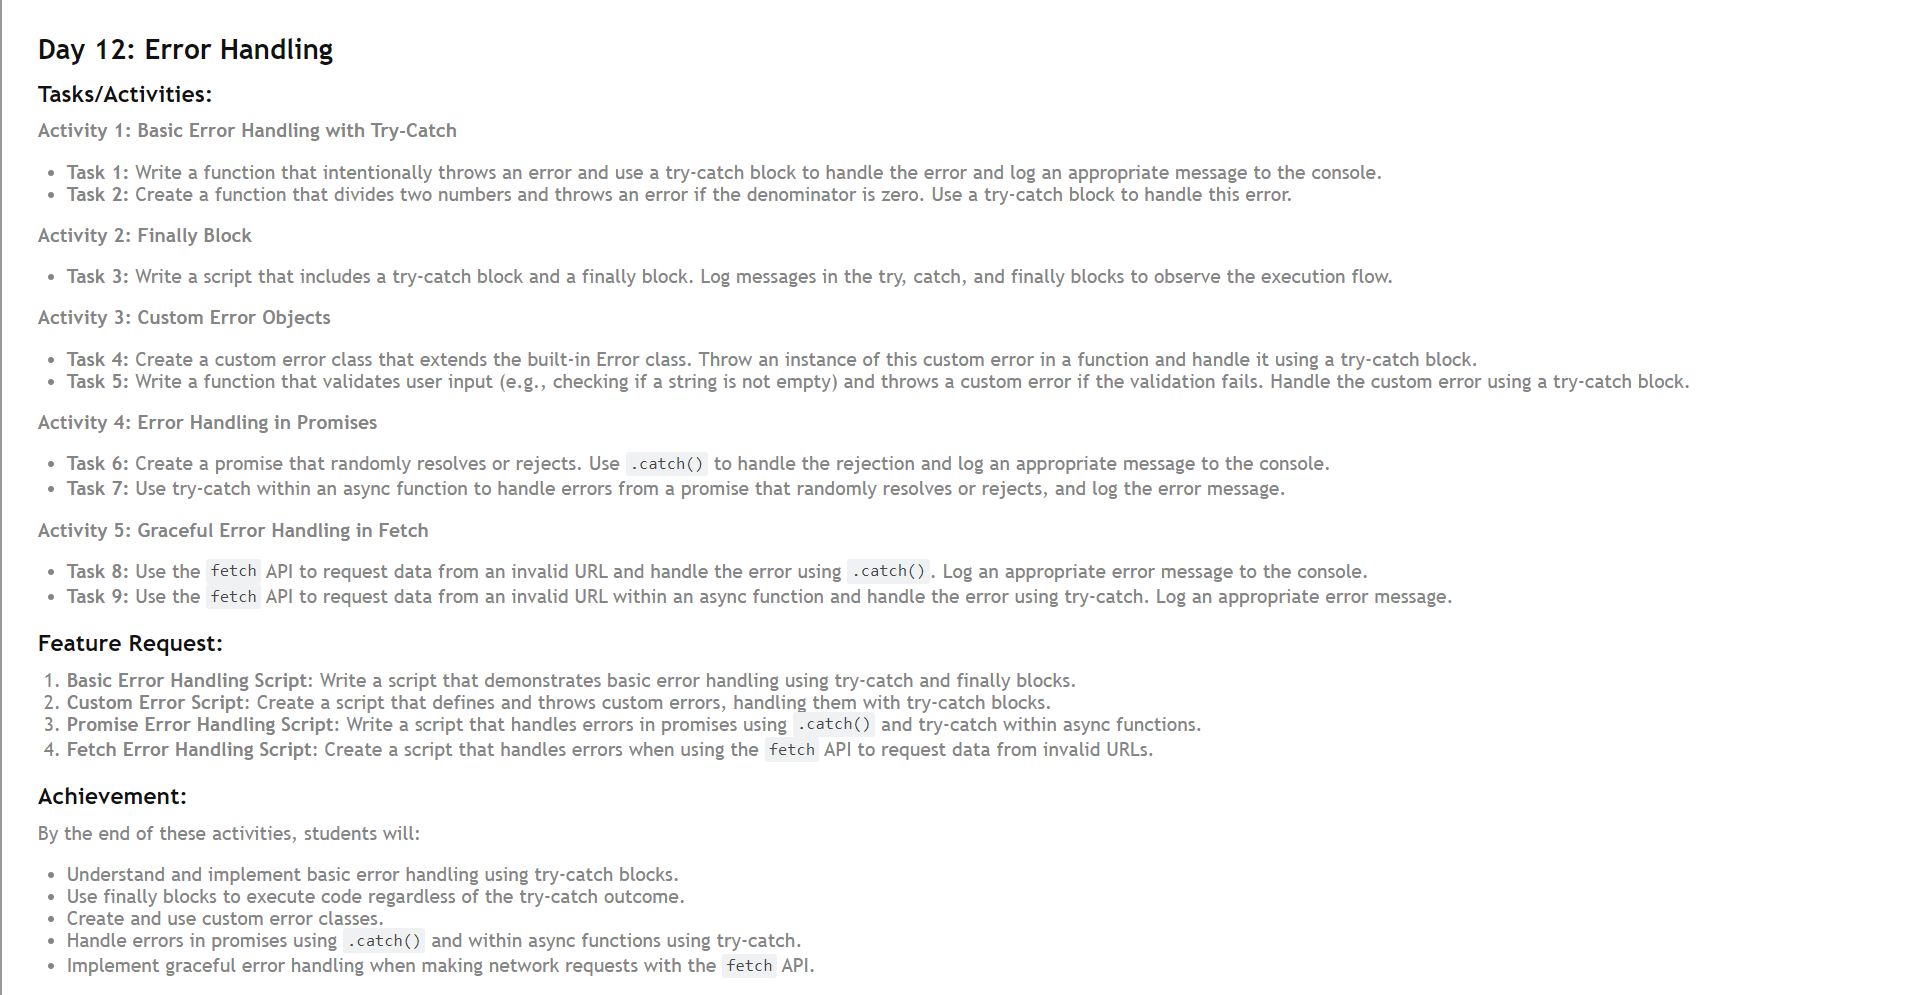 Day 12: Error Handling
Tasks/Activities:
Activity 1: Basic Error Handling with Try-Catch
• Task 1: Write a function that intentionally throws an error and use a try-catch block to handle the error and log an appropriate message to the console.
• Task 2: Create a function that divides two numbers and throws an error if the denominator is zero. Use a try-catch block to handle this error.
Activity 2: Finally Block
• Task 3: Write a script that includes a try-catch block and a finally block. Log messages in the try, catch, and finally blocks to observe the execution flow.
Activity 3: Custom Error Objects
• Task 4: Create a custom error class that extends the built-in Error class. Throw an instance of this custom error in a function and handle it using a try-catch block.
• Task 5: Write a function that validates user input (e.g., checking if a string is not empty) and throws a custom error if the validation fails. Handle the custom error using a try-catch block.
Activity 4: Error Handling in Promises
• Task 6: Create a promise that randomly resolves or rejects. Use .catch() to handle the rejection and log an appropriate message to the console.
• Task 7: Use try-catch within an async function to handle errors from a promise that randomly resolves or rejects, and log the error message.
Activity 5: Graceful Error Handling in Fetch
• Task 8: Use the fetch API to request data from an invalid URL and handle the error using .catch(). Log an appropriate error message to the console.
• Task 9: Use the fetch API to request data from an invalid URL within an async function and handle the error using try-catch. Log an appropriate error message.
Feature Request:
1. Basic Error Handling Script: Write a script that demonstrates basic error handling using try-catch and finally blocks.
2. Custom Error Script: Create a script that defines and throws custom errors, handling them with try-catch blocks.
3. Promise Error Handling Script: Write a script that handles errors in promises using .catch() and try-catch within async functions.
4. Fetch Error Handling Script: Create a script that handles errors when using the fetch API to request data from invalid URLs.
Achievement:
By the end of these activities, students will:
• Understand and implement basic error handling using try-catch blocks.
• Use finally blocks to execute code regardless of the try-catch outcome.
• Create and use custom error classes.
• Handle errors in promises using .catch() and within async functions using try-catch.
• Implement graceful error handling when making network requests with the fetch API.